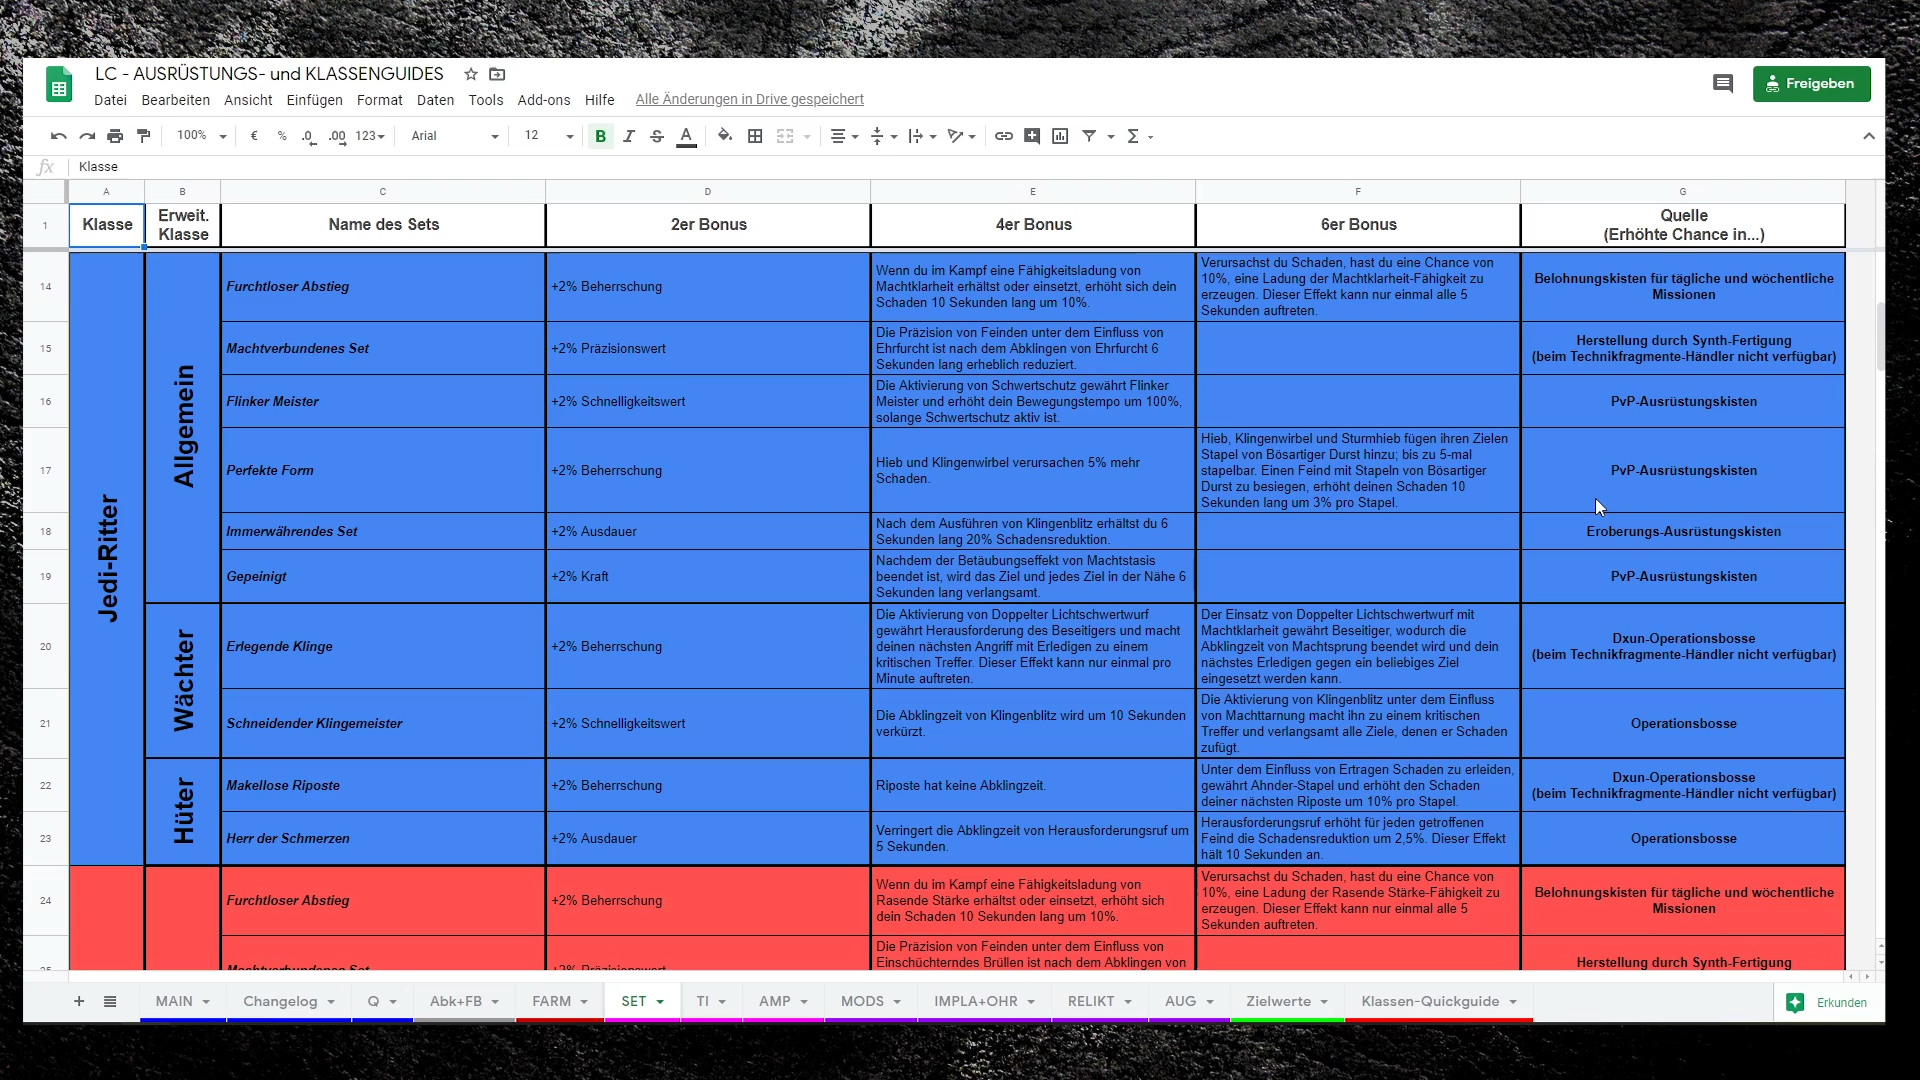 LC - AUSRÜSTUNGS- und KLASSENGUIDES
Datei Bearbeiten Ansicht Einfügen Format Daten Tools Add-ons Hilfe Alle Änderungen in Drive gespeichert
Freigeben
100% € % .0 .00 123 Arial 12 B I S A Σ
fx Klasse
A B C D E F G
1
Klasse
Erweit.
Klasse
Name des Sets
2er Bonus
4er Bonus
6er Bonus
Quelle
(Erhöhte Chance in...)
Jedi-Ritter
Allgemein
14
Furchtloser Abstieg
+2% Beherrschung
Wenn du im Kampf eine Fähigkeitsladung von
Machtklarheit erhältst oder einsetzt, erhöht sich dein
Schaden 10 Sekunden lang um 10%.
Verursachst du Schaden, hast du eine Chance von
10%, eine Ladung der Machtklarheit-Fähigkeit zu
erzeugen. Dieser Effekt kann nur einmal alle 5
Sekunden auftreten.
Belohnungskisten für tägliche und wöchentliche
Missionen
15
Machtverbundenes Set
+2% Präzisionswert
Die Präzision von Feinden unter dem Einfluss von
Ehrfurcht ist nach dem Abklingen von Ehrfurcht 6
Sekunden lang erheblich reduziert.
Herstellung durch Synth-Fertigung
(beim Technikfragmente-Händler nicht verfügbar)
16
Flinker Meister
+2% Schnelligkeitswert
Die Aktivierung von Schwertschutz gewährt Flinker
Meister und erhöht dein Bewegungstempo um 100%,
solange Schwertschutz aktiv ist.
PvP-Ausrüstungskisten
17
Perfekte Form
+2% Beherrschung
Hieb und Klingenwirbel verursachen 5% mehr
Schaden.
Hieb, Klingenwirbel und Sturmhieb fügen ihren Zielen
Stapel von Bösartiger Durst hinzu; bis zu 5-mal
stapelbar. Einen Feind mit Stapeln von Bösartiger
Durst zu besiegen, erhöht deinen Schaden 10
Sekunden lang um 3% pro Stapel.
PvP-Ausrüstungskisten
18
Immerwährendes Set
+2% Ausdauer
Nach dem Ausführen von Klingenblitz erhältst du 6
Sekunden lang 20% Schadensreduktion.
Eroberungs-Ausrüstungskisten
19
Gepeinigt
+2% Kraft
Nachdem der Betäubungseffekt von Machtstasis
beendet ist, wird das Ziel und jedes Ziel in der Nähe 6
Sekunden lang verlangsamt.
PvP-Ausrüstungskisten
Wächter
20
Erlegende Klinge
+2% Beherrschung
Die Aktivierung von Doppelter Lichtschwertwurf
gewährt Herausforderung des Beseitigers und macht
deinen nächsten Angriff mit Erledigen zu einem
kritischen Treffer. Dieser Effekt kann nur einmal pro
Minute auftreten.
Der Einsatz von Doppelter Lichtschwertwurf mit
Machtklarheit gewährt Beseitiger, wodurch die
Abklingzeit von Machtsprung beendet wird und dein
nächstes Erledigen gegen ein beliebiges Ziel
eingesetzt werden kann.
Dxun-Operationsbosse
(beim Technikfragmente-Händler nicht verfügbar)
21
Schneidender Klingemeister
+2% Schnelligkeitswert
Die Abklingzeit von Klingenblitz wird um 10 Sekunden
verkürzt.
Die Aktivierung von Klingenblitz unter dem Einfluss
von Machttarnung macht ihn zu einem kritischen
Treffer und verlangsamt alle Ziele, denen er Schaden
zufügt.
Operationsbosse
Hüter
22
Makellose Riposte
+2% Beherrschung
Riposte hat keine Abklingzeit.
Unter dem Einfluss von Ertragen Schaden zu erleiden,
gewährt Ahnder-Stapel und erhöht den Schaden
deiner nächsten Riposte um 10% pro Stapel.
Dxun-Operationsbosse
(beim Technikfragmente-Händler nicht verfügbar)
23
Herr der Schmerzen
+2% Ausdauer
Verringert die Abklingzeit von Herausforderungsruf um
5 Sekunden.
Herausforderungsruf erhöht für jeden getroffenen
Feind die Schadensreduktion um 2,5%. Dieser Effekt
hält 10 Sekunden an.
Operationsbosse
24
Furchtloser Abstieg
+2% Beherrschung
Wenn du im Kampf eine Fähigkeitsladung von
Rasende Stärke erhältst oder einsetzt, erhöht sich
dein Schaden 10 Sekunden lang um 10%.
Verursachst du Schaden, hast du eine Chance von
10%, eine Ladung der Rasende Stärke-Fähigkeit zu
erzeugen. Dieser Effekt kann nur einmal alle 5
Sekunden auftreten.
Belohnungskisten für tägliche und wöchentliche
Missionen
25
Machtverbundenes Set
+2% Präzisionswert
Die Präzision von Feinden unter dem Einfluss von
Einschüchterndes Brüllen ist nach dem Abklingen von
Herstellung durch Synth-Fertigung
MAIN Changelog Q Abk+FB FARM SET TI AMP MODS IMPLA+OHR RELIKT AUG Zielwerte Klassen-Quickguide
Erkunden